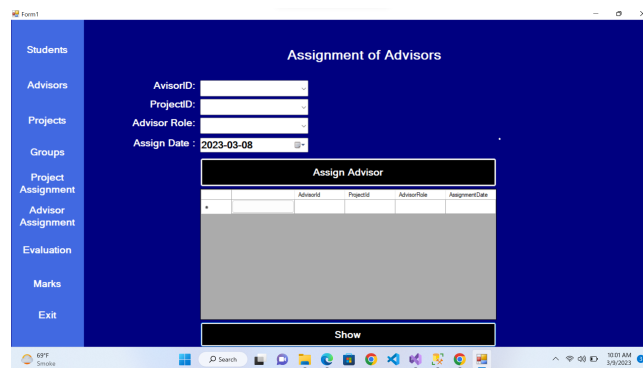 Form1
Students
Advisors
Projects
Groups
Project
Assignment
Advisor
Assignment
Evaluation
Marks
Exit
Assignment of Advisors
AvisorID:
ProjectID:
Advisor Role:
Assign Date :
2023-03-08
Assign Advisor
AdvisorId ProjectId AdvisorRole AssignmentDate
Show
69°F
Smoke
Search
10:01 AM
3/9/2023